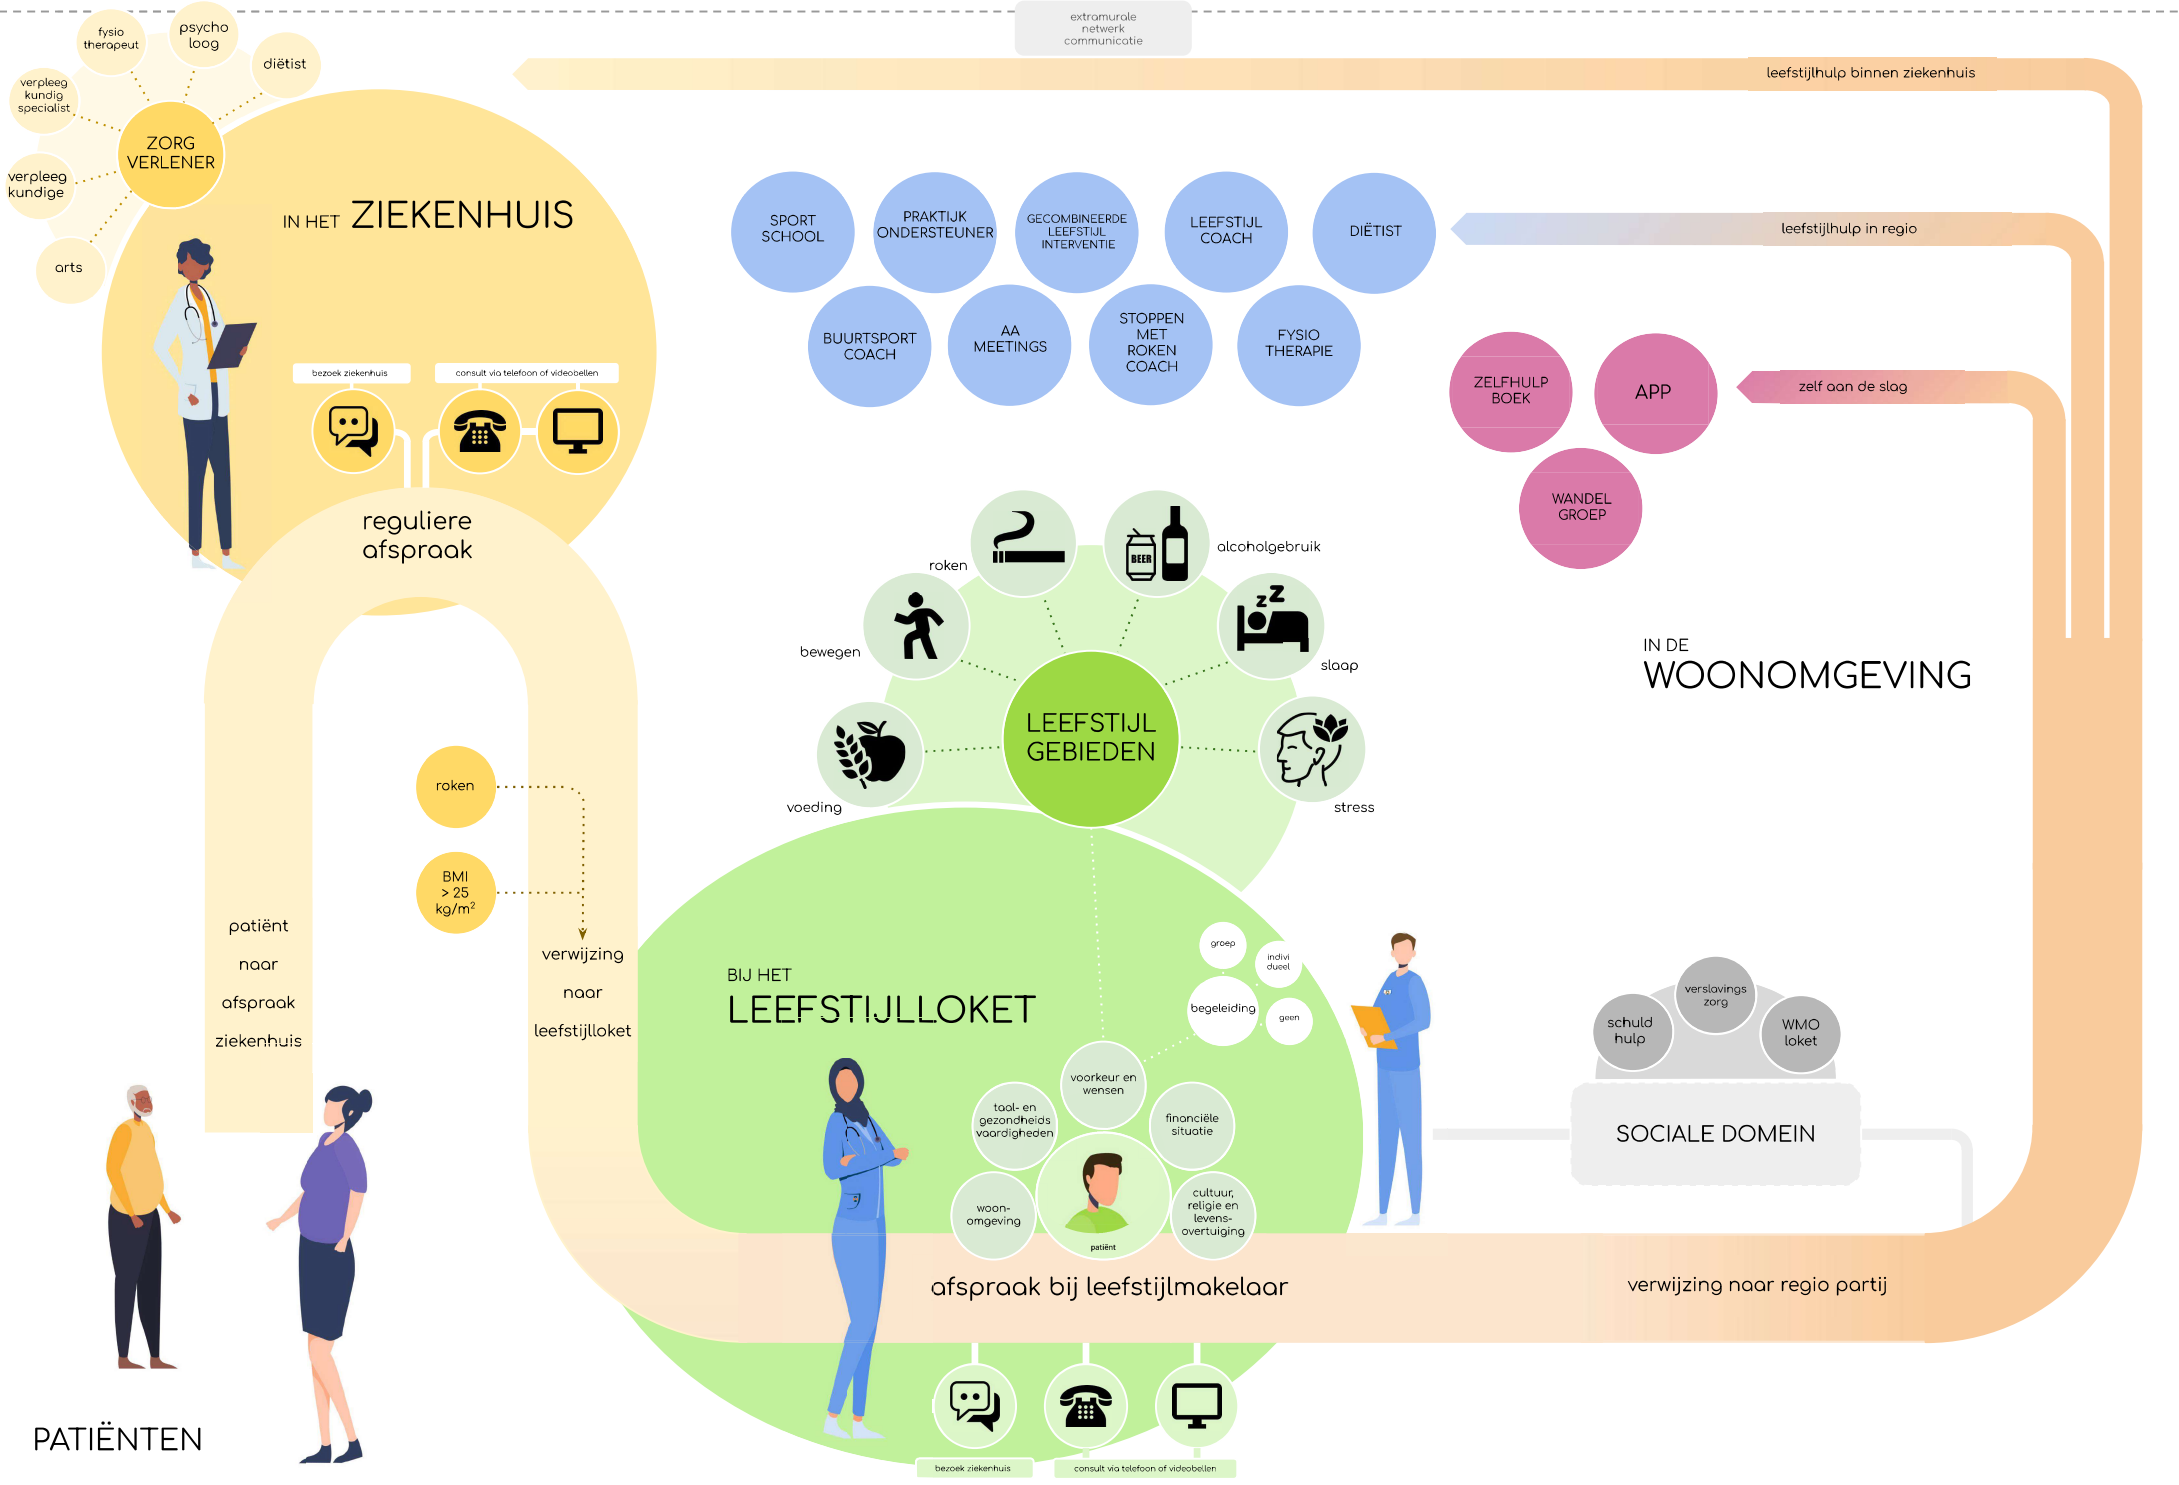 extramurale
netwerk
communicatie
psycho
loog
fysio
therapeut
diëtist
verpleeg
kundig
specialist
ZORG
VERLENER
verpleeg
kundige
arts
IN HET ZIEKENHUIS
bezoek ziekenhuis
consult via telefoon of videobellen
reguliere
afspraak
leefstijlhulp binnen ziekenhuis
SPORT
SCHOOL
PRAKTIJK
ONDERSTEUNER
GECOMBINEERDE
LEEFSTIJL
INTERVENTIE
LEEFSTIJL
COACH
DIËTIST
leefstijlhulp in regio
BUURTSPORT
COACH
AA
MEETINGS
STOPPEN
MET
ROKEN
COACH
FYSIO
THERAPIE
ZELFHULP
BOEK
APP
zelf aan de slag
WANDEL
GROEP
roken
BEER
alcoholgebruik
bewegen
z z
slaap
LEEFSTIJL
GEBIEDEN
voeding
stress
IN DE
WOONOMGEVING
roken
BMI
> 25
kg/m²
patiënt
naar
afspraak
ziekenhuis
verwijzing
naar
leefstijlloket
BIJ HET
LEEFSTIJLLOKET
groep
indivi
dueel
begeleiding
geen
voorkeur en
wensen
taal- en
gezondheids
vaardigheden
financiële
situatie
woon-
omgeving
cultuur,
religie en
levens-
overtuiging
patiënt
schuld
hulp
verslavings
zorg
WMO
loket
SOCIALE DOMEIN
afspraak bij leefstijlmakelaar
verwijzing naar regio partij
bezoek ziekenhuis
consult via telefoon of videobellen
PATIËNTEN